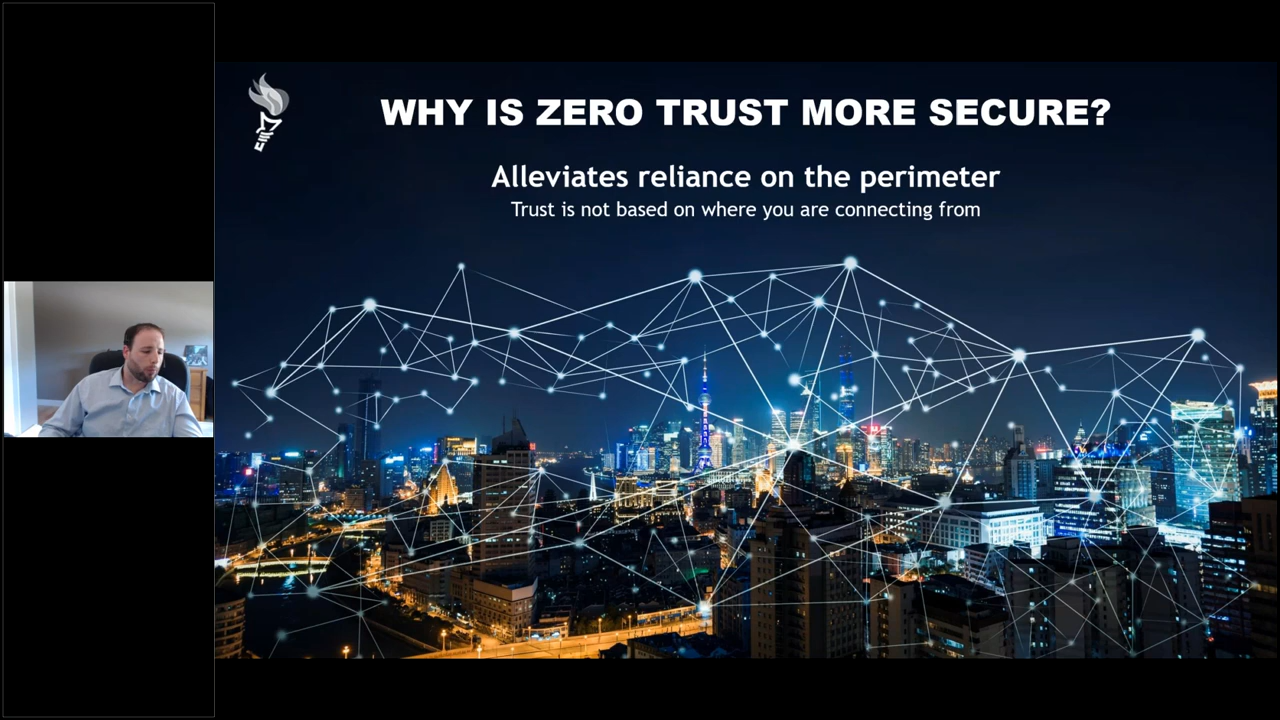 WHY IS ZERO TRUST MORE SECURE?
Alleviates reliance on the perimeter
Trust is not based on where you are connecting from